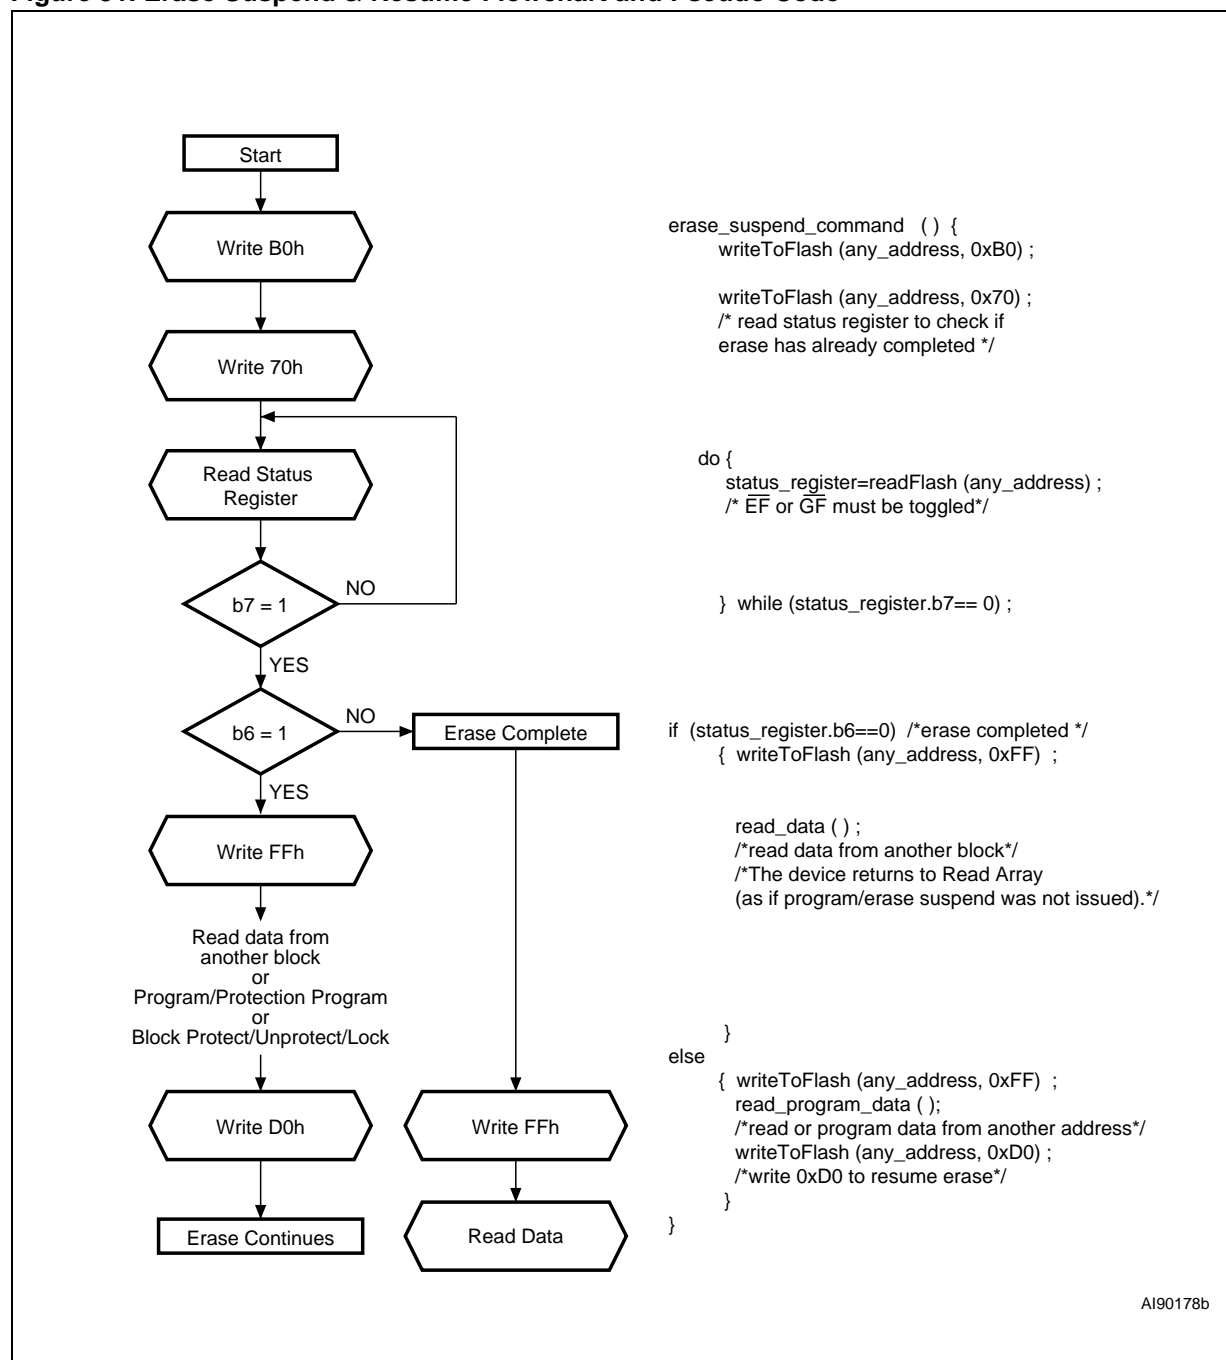 Erase Suspend & Resume Flowchart and Pseudo Code
Start
Write B0h
Write 70h
Read Status
Register
b7 = 1
NO
YES
b6 = 1
NO
Erase Complete
YES
Write FFh
Read data from
another block
or
Program/Protection Program
or
Block Protect/Unprotect/Lock
Write D0h
Write FFh
Erase Continues
Read Data
erase_suspend_command ( ) {
writeToFlash (any_address, 0xB0) ;
writeToFlash (any_address, 0x70) ;
/* read status register to check if
erase has already completed */
do {
status_register=readFlash (any_address) ;
/* E̅F̅ or G̅F̅ must be toggled*/
} while (status_register.b7== 0) ;
if (status_register.b6==0) /*erase completed */
{ writeToFlash (any_address, 0xFF) ;
read_data ( ) ;
/*read data from another block*/
/*The device returns to Read Array
(as if program/erase suspend was not issued).*/
}
else
{ writeToFlash (any_address, 0xFF) ;
read_program_data ( );
/*read or program data from another address*/
writeToFlash (any_address, 0xD0) ;
/*write 0xD0 to resume erase*/
}
}
AI90178b